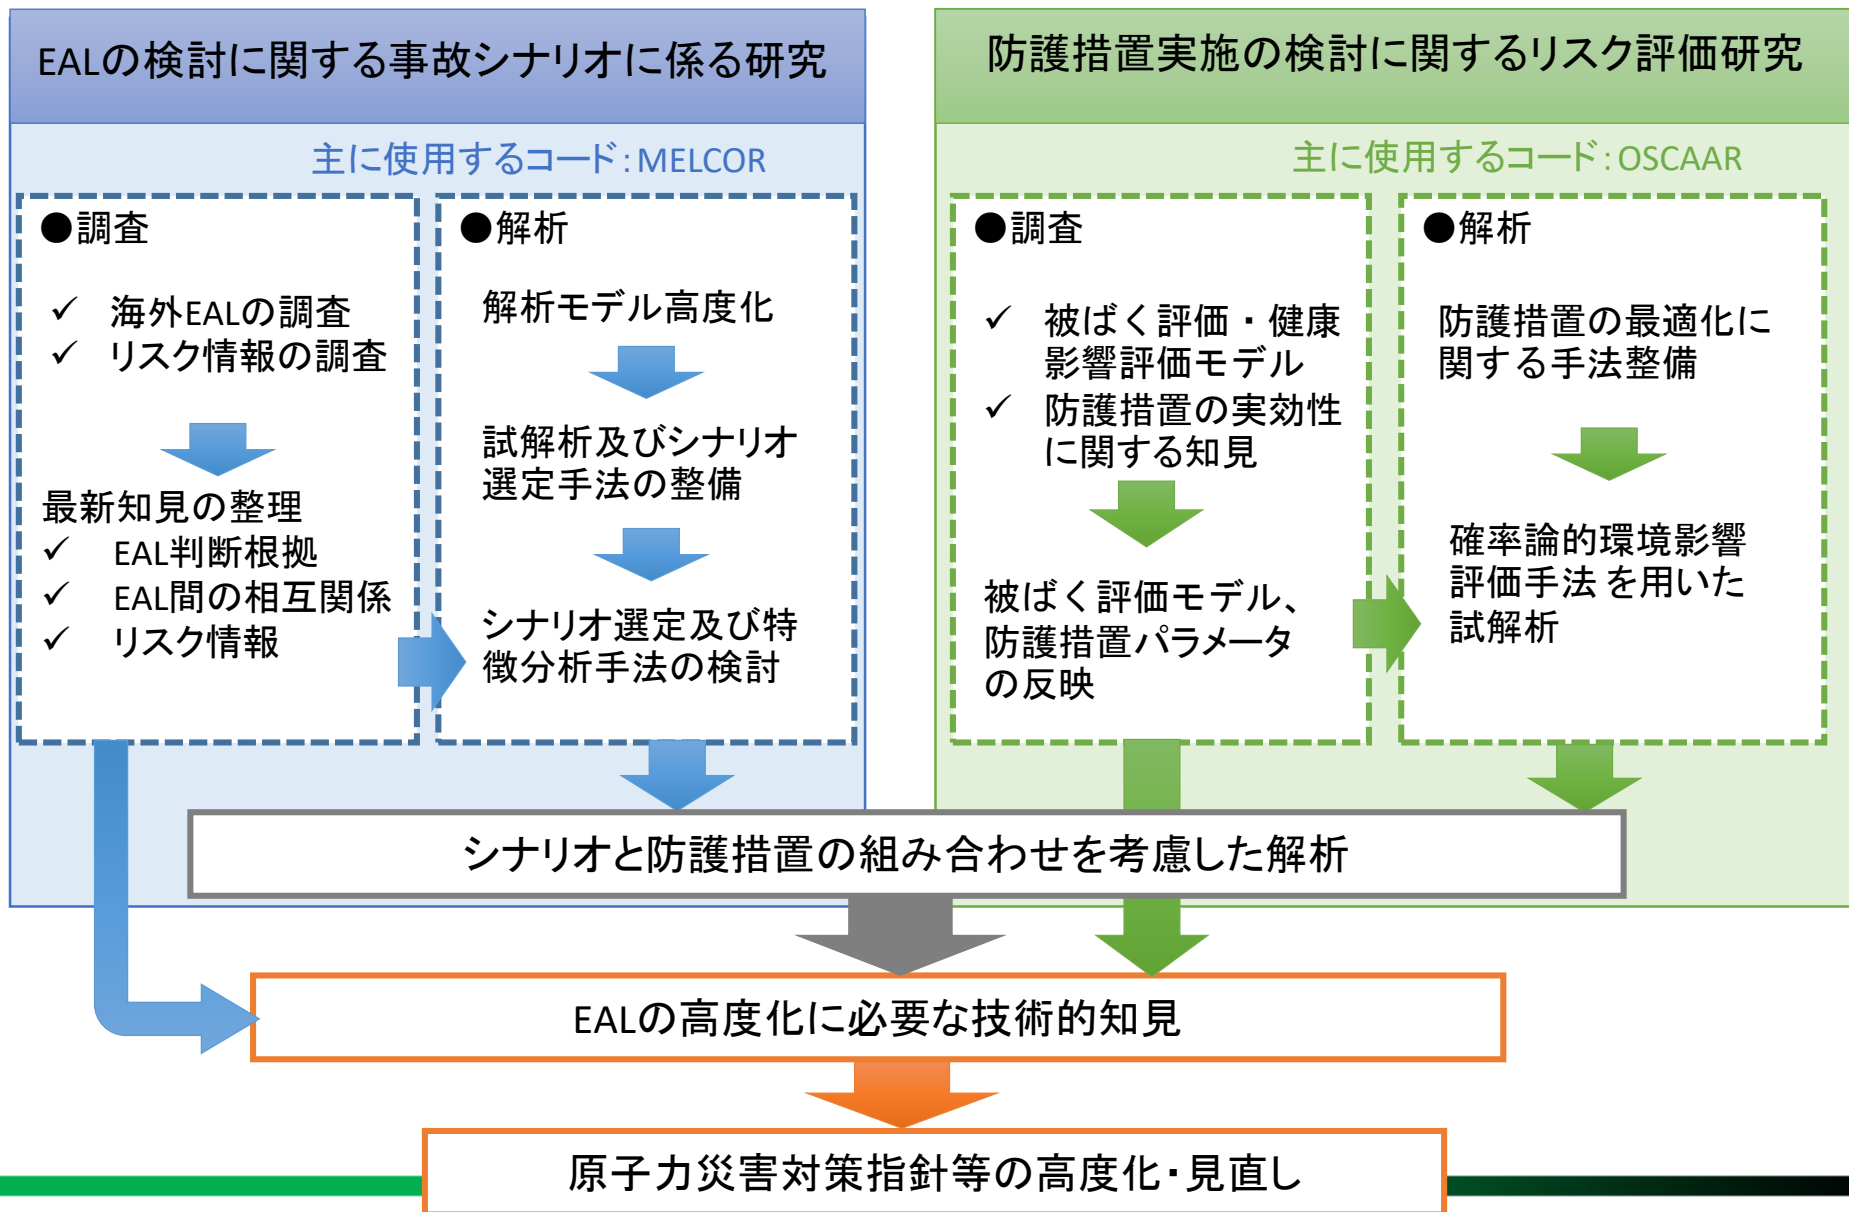 EALの検討に関する事故シナリオに係る研究
主に使用するコード：MELCOR
●調査
✓ 海外EALの調査
✓ リスク情報の調査
最新知見の整理
✓ EAL判断根拠
✓ EAL間の相互関係
✓ リスク情報
●解析
解析モデル高度化
試解析及びシナリオ
選定手法の整備
シナリオ選定及び特
徴分析手法の検討
防護措置実施の検討に関するリスク評価研究
主に使用するコード：OSCAAR
●調査
✓ 被ばく評価・健康
影響評価モデル
✓ 防護措置の実効性
に関する知見
被ばく評価モデル、
防護措置パラメータ
の反映
●解析
防護措置の最適化に
関する手法整備
確率論的環境影響
評価手法 を用いた
試解析
シナリオと防護措置の組み合わせを考慮した解析
EALの高度化に必要な技術的知見
原子力災害対策指針等の高度化・見直し